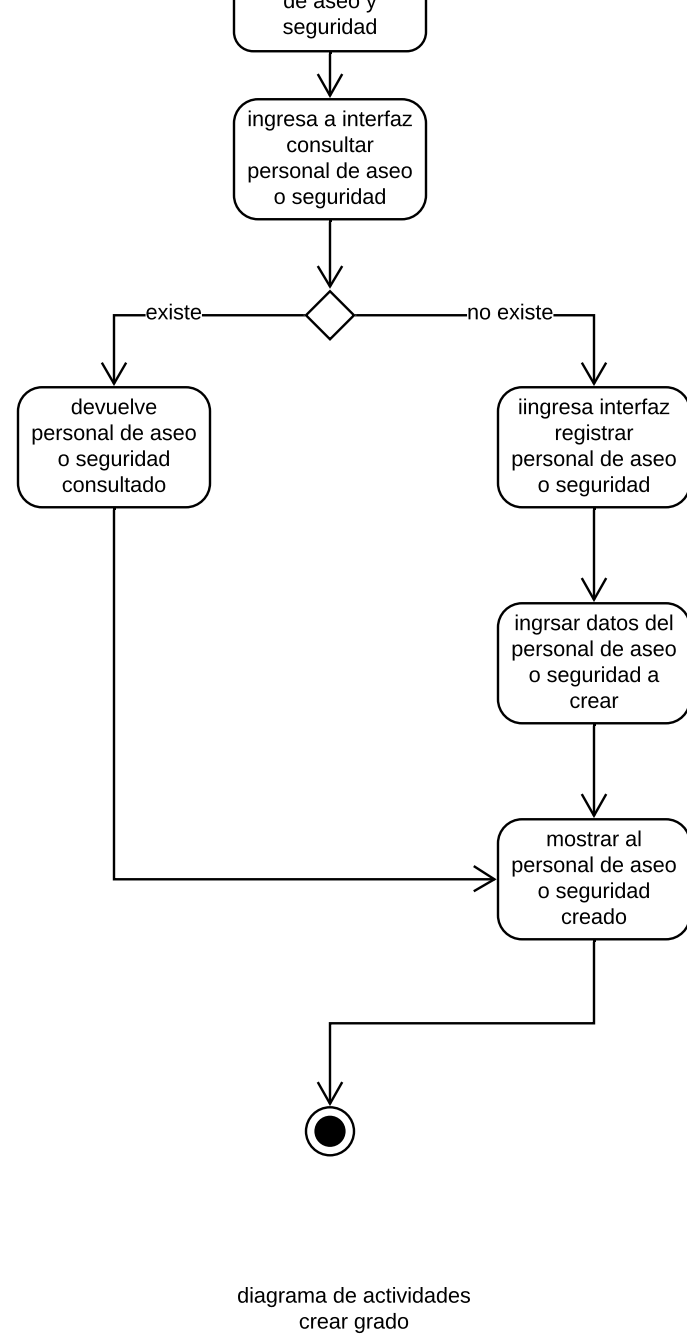 de aseo y
seguridad
ingresa a interfaz
consultar
personal de aseo
o seguridad
existe
no existe
devuelve
personal de aseo
o seguridad
consultado
iingresa interfaz
registrar
personal de aseo
o seguridad
ingrsar datos del
personal de aseo
o seguridad a
crear
mostrar al
personal de aseo
o seguridad
creado
diagrama de actividades
crear grado